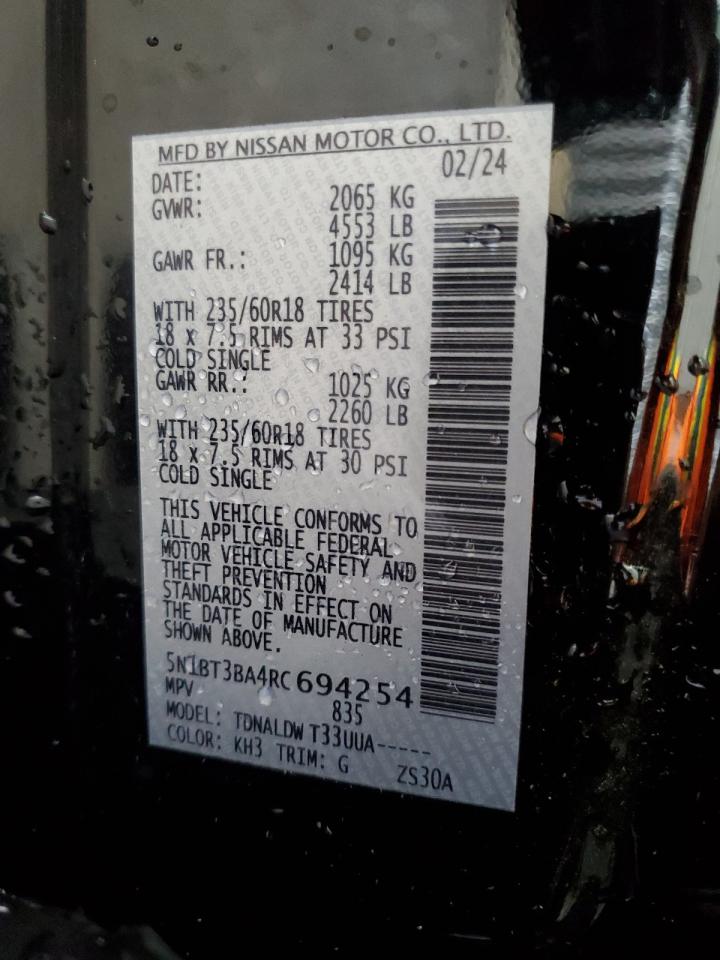 MFD BY NISSAN MOTOR CO., LTD.
DATE: 02/24
GVWR: 2065 KG
4553 LB
GAWR FR.: 1095 KG
2414 LB
WITH 235/60R18 TIRES
18 x 7.5 RIMS AT 33 PSI
COLD SINGLE
GAWR RR.: 1025 KG
2260 LB
WITH 235/60R18 TIRES
18 x 7.5 RIMS AT 30 PSI
COLD SINGLE
THIS VEHICLE CONFORMS TO
ALL APPLICABLE FEDERAL
MOTOR VEHICLE SAFETY AND
THEFT PREVENTION
STANDARDS IN EFFECT ON
THE DATE OF MANUFACTURE
SHOWN ABOVE.
5N1BT3BA4RC694254
MPV 835
MODEL: TDNALDW T33UUA-----
COLOR: KH3 TRIM: G ZS30A